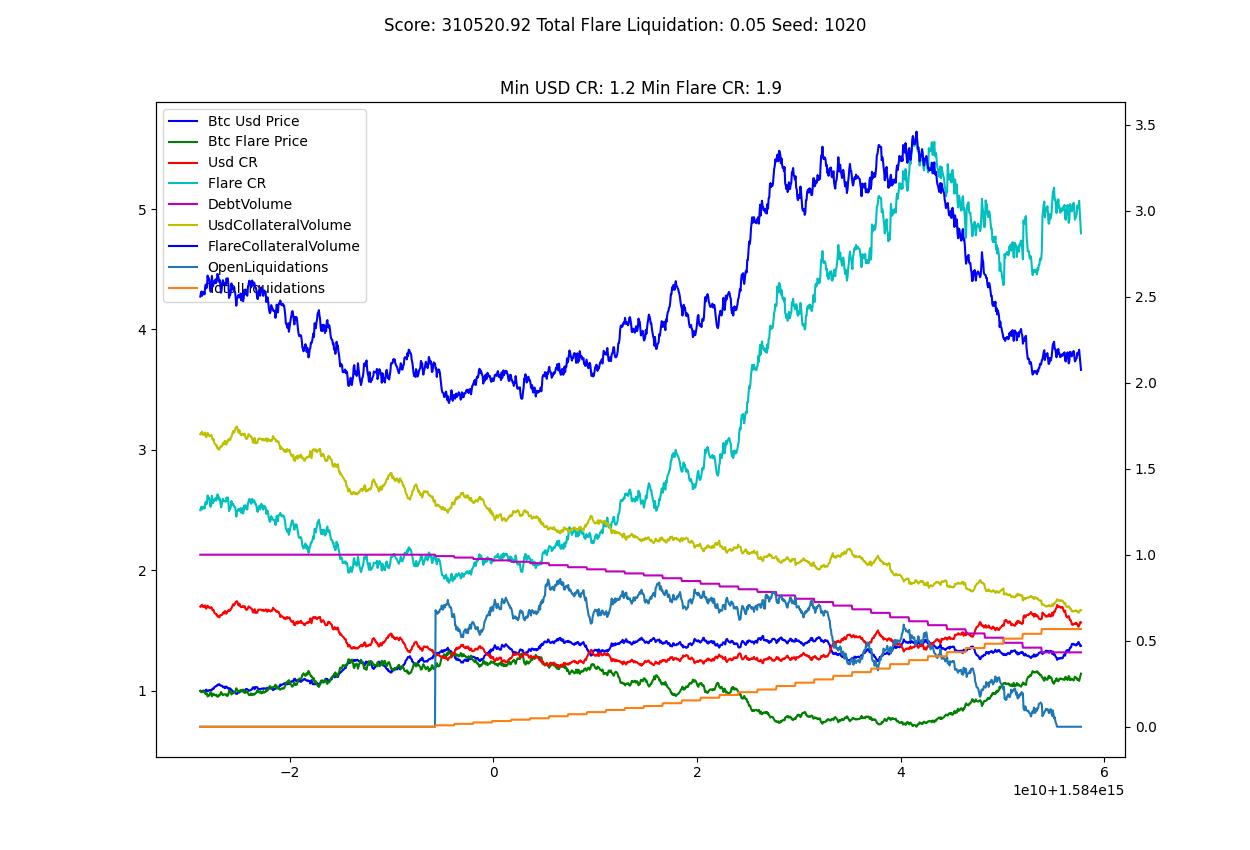 Score: 310520.92 Total Flare Liquidation: 0.05 Seed: 1020
Min USD CR: 1.2 Min Flare CR: 1.9
Btc Usd Price
Btc Flare Price
Usd CR
Flare CR
DebtVolume
UsdCollateralVolume
FlareCollateralVolume
OpenLiquidations
TotalLiquidations
5
4
3
2
1
3.5
3.0
2.5
2.0
1.5
1.0
0.5
0.0
−2
0
2
4
6
1e10+1.584e15